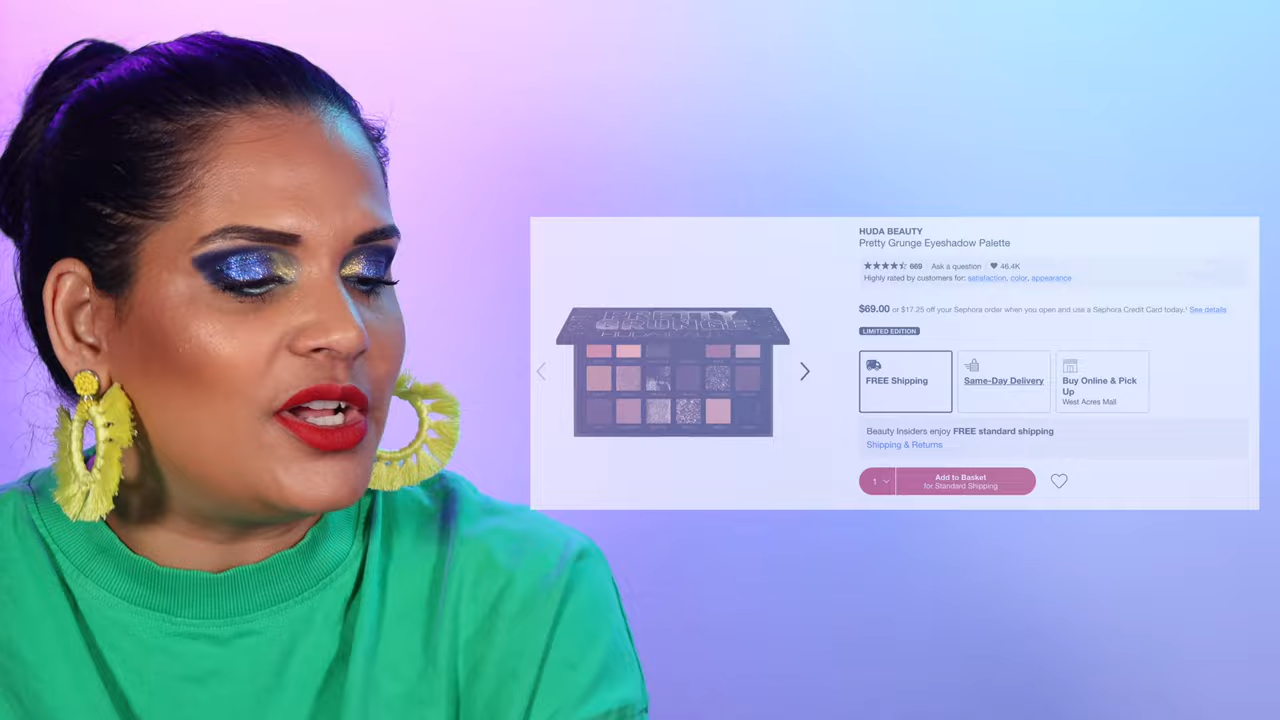 PRETTY
GRUNGE
HUDA BEAUTY
Pretty Grunge Eyeshadow Palette
669 Ask a question 46.4K
Highly rated by customers for: satisfaction, color, appearance
$69.00 or $17.25 off your Sephora order when you open and use a Sephora Credit Card today.¹ See details
LIMITED EDITION
FREE Shipping
Same-Day Delivery
Buy Online & Pick
Up
West Acres Mall
Beauty Insiders enjoy FREE standard shipping
Shipping & Returns
1
Add to Basket
for Standard Shipping